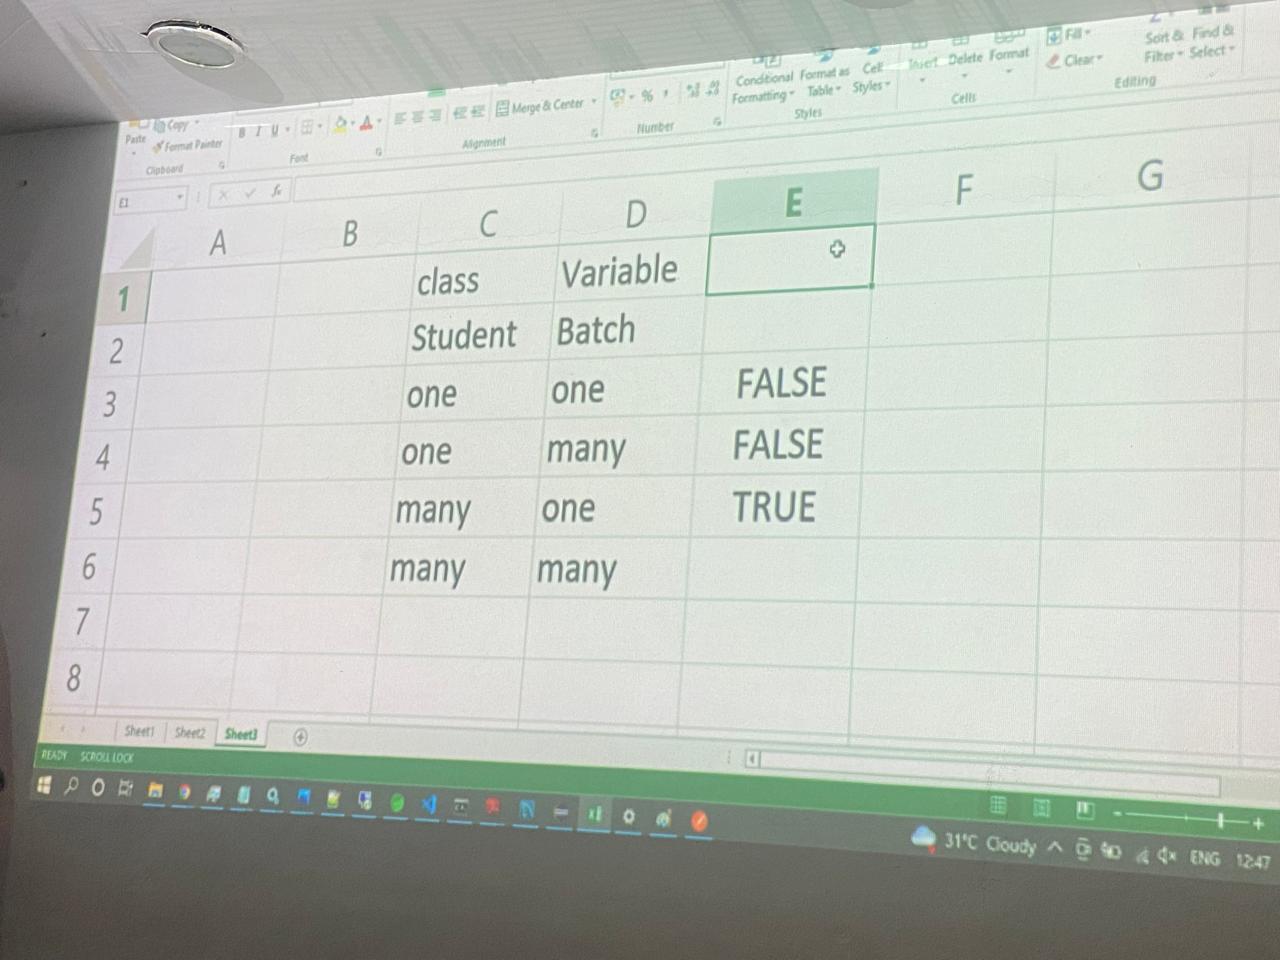 Fill
Sort & Find &
Clear
Filter Select
Editing
Insert Delete Format
Cells
Conditional Format as Cell
Formatting Table Styles
Styles
%
Number
Merge & Center
Alignment
B I U A
Font
Copy
Paste
Format Painter
Clipboard
E1 fx
A B C D E F G
1 class Variable
2 Student Batch
3 one one FALSE
4 one many FALSE
5 many one TRUE
6 many many
7
8
Sheet1 Sheet2 Sheet3
READY SCROLL LOCK
31°C Cloudy ENG 12:47